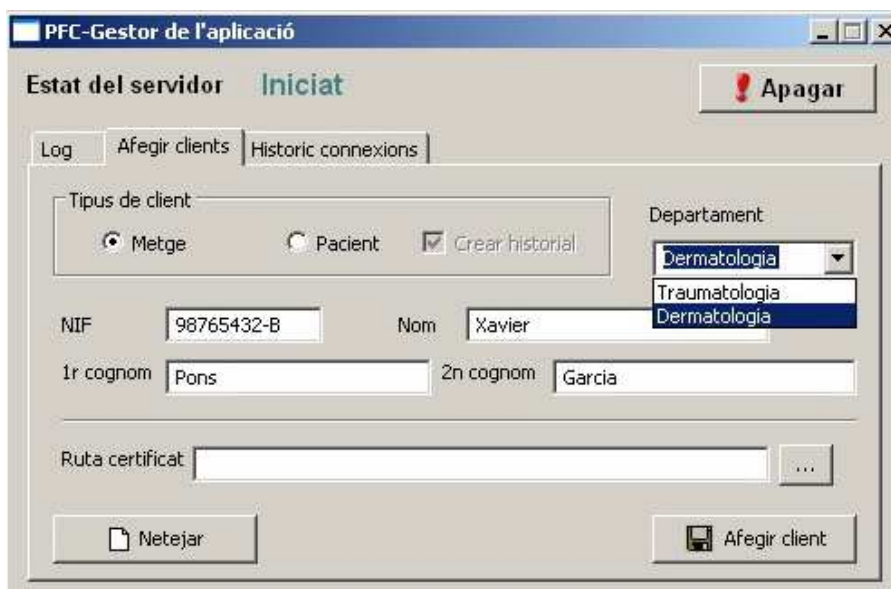 PFC-Gestor de l'aplicació
Estat del servidor Iniciat
Apagar
Log Afegir clients Historic connexions
Tipus de client
Metge Pacient Crear historial
Departament
Dermatologia
Traumatologia
Dermatologia
NIF 98765432-B Nom Xavier
1r cognom Pons 2n cognom Garcia
Ruta certificat ...
Netejar Afegir client